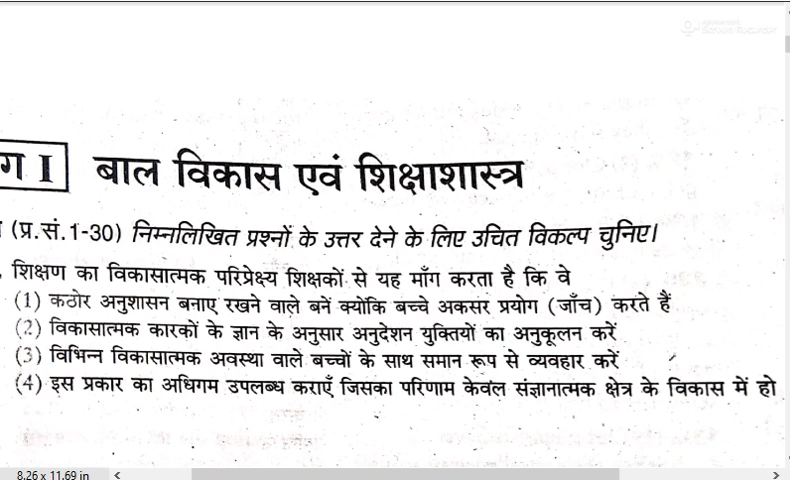 ग I बाल विकास एवं शिक्षाशास्त्र
(प्र.सं.1-30) निम्नलिखित प्रश्नों के उत्तर देने के लिए उचित विकल्प चुनिए।
शिक्षण का विकासात्मक परिप्रेक्ष्य शिक्षकों से यह माँग करता है कि वे
(1) कठोर अनुशासन बनाए रखने वाले बनें क्योंकि बच्चे अकसर प्रयोग (जाँच) करते हैं
(2) विकासात्मक कारकों के ज्ञान के अनुसार अनुदेशन युक्तियों का अनुकूलन करें
(3) विभिन्न विकासात्मक अवस्था वाले बच्चों के साथ समान रूप से व्यवहार करें
(4) इस प्रकार का अधिगम उपलब्ध कराएँ जिसका परिणाम केवल संज्ञानात्मक क्षेत्र के विकास में हो
8.26 x 11.69 in